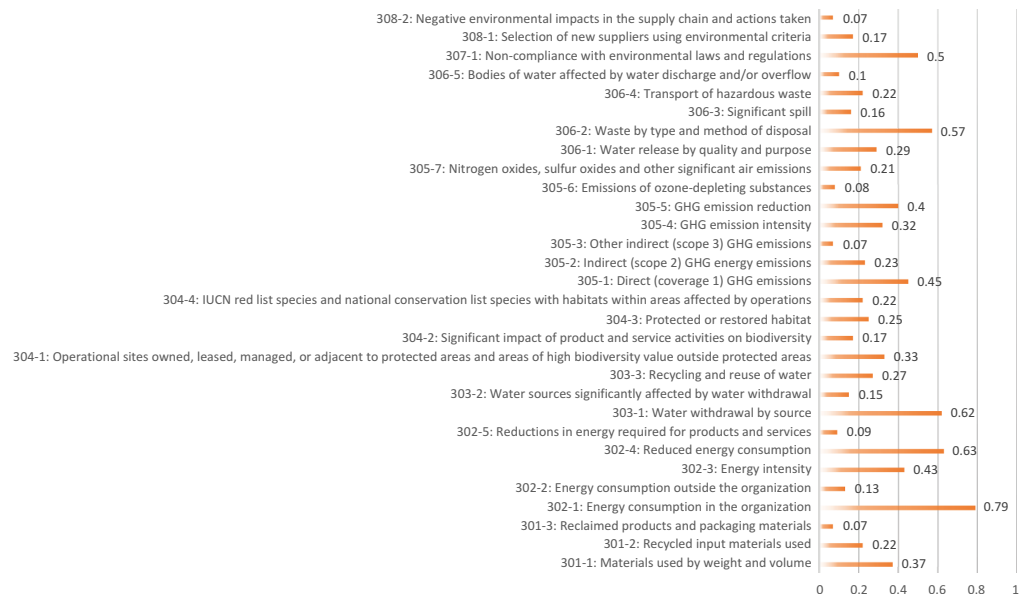 308-2: Negative environmental impacts in the supply chain and actions taken 0.07
308-1: Selection of new suppliers using environmental criteria 0.17
307-1: Non-compliance with environmental laws and regulations 0.5
306-5: Bodies of water affected by water discharge and/or overflow 0.1
306-4: Transport of hazardous waste 0.22
306-3: Significant spill 0.16
306-2: Waste by type and method of disposal 0.57
306-1: Water release by quality and purpose 0.29
305-7: Nitrogen oxides, sulfur oxides and other significant air emissions 0.21
305-6: Emissions of ozone-depleting substances 0.08
305-5: GHG emission reduction 0.4
305-4: GHG emission intensity 0.32
305-3: Other indirect (scope 3) GHG emissions 0.07
305-2: Indirect (scope 2) GHG energy emissions 0.23
305-1: Direct (coverage 1) GHG emissions 0.45
304-4: IUCN red list species and national conservation list species with habitats within areas affected by operations 0.22
304-3: Protected or restored habitat 0.25
304-2: Significant impact of product and service activities on biodiversity 0.17
304-1: Operational sites owned, leased, managed, or adjacent to protected areas and areas of high biodiversity value outside protected areas 0.33
303-3: Recycling and reuse of water 0.27
303-2: Water sources significantly affected by water withdrawal 0.15
303-1: Water withdrawal by source 0.62
302-5: Reductions in energy required for products and services 0.09
302-4: Reduced energy consumption 0.63
302-3: Energy intensity 0.43
302-2: Energy consumption outside the organization 0.13
302-1: Energy consumption in the organization 0.79
301-3: Reclaimed products and packaging materials 0.07
301-2: Recycled input materials used 0.22
301-1: Materials used by weight and volume 0.37
0 0.2 0.4 0.6 0.8 1